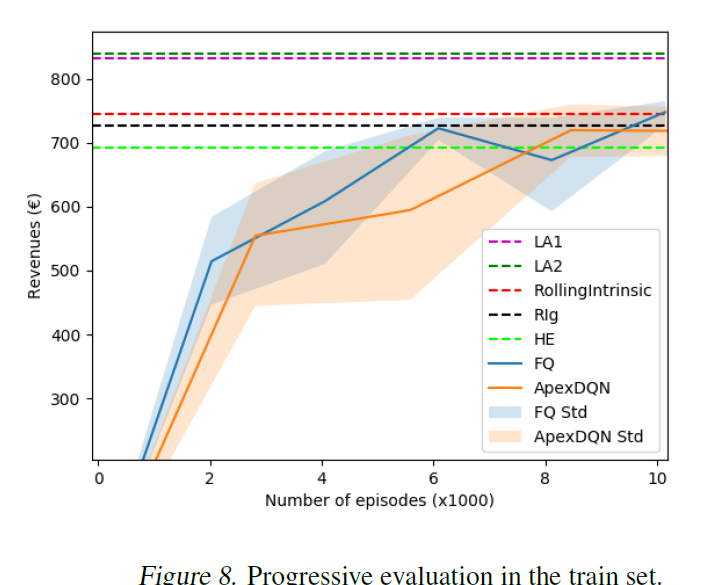 800
700
600
500
400
300
Revenues (€)
LA1
LA2
RollingIntrinsic
RIg
HE
FQ
ApexDQN
FQ Std
ApexDQN Std
0 2 4 6 8 10
Number of episodes (x1000)
Figure 8. Progressive evaluation in the train set.